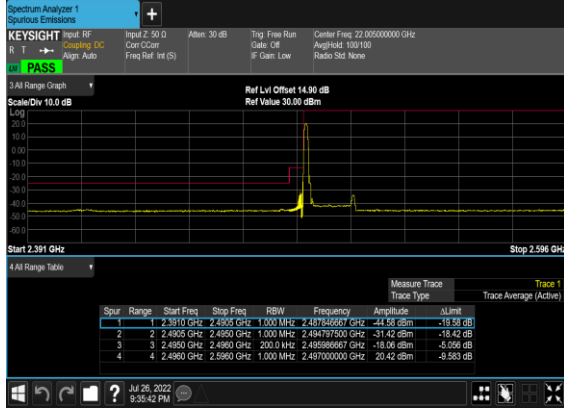 Spectrum Analyzer 1
Spurious Emissions
KEYSIGHT Input: RF Input Z: 50 Ω Atten: 30 dB Trig: Free Run Center Freq: 22.005000000 GHz
R T Coupling: DC Corr CCorr Gate: Off Avg|Hold: 100/100
Align: Auto Freq Ref: Int (S) IF Gain: Low Radio Std: None
PASS
3 All Range Graph
Ref Lvl Offset 14.90 dB
Scale/Div 10.0 dB Ref Value 30.00 dBm
Log
20.0
10.0
0.00
-10.0
-20.0
-30.0
-40.0
-50.0
-60.0
Start 2.391 GHz Stop 2.596 GHz
4 All Range Table
Measure Trace Trace 1
Trace Type Trace Average (Active)
Spur Range Start Freq Stop Freq RBW Frequency Amplitude ΔLimit
1 1 2.3910 GHz 2.4905 GHz 1.000 MHz 2.487646667 GHz -44.58 dBm -19.58 dB
2 2 2.4905 GHz 2.4950 GHz 1.000 MHz 2.494797500 GHz -31.42 dBm -18.42 dB
3 3 2.4950 GHz 2.4960 GHz 200.0 kHz 2.495986667 GHz -18.06 dBm -5.056 dB
4 4 2.4960 GHz 2.5960 GHz 1.000 MHz 2.497000000 GHz 20.42 dBm -9.583 dB
Jul 26, 2022
9:35:42 PM